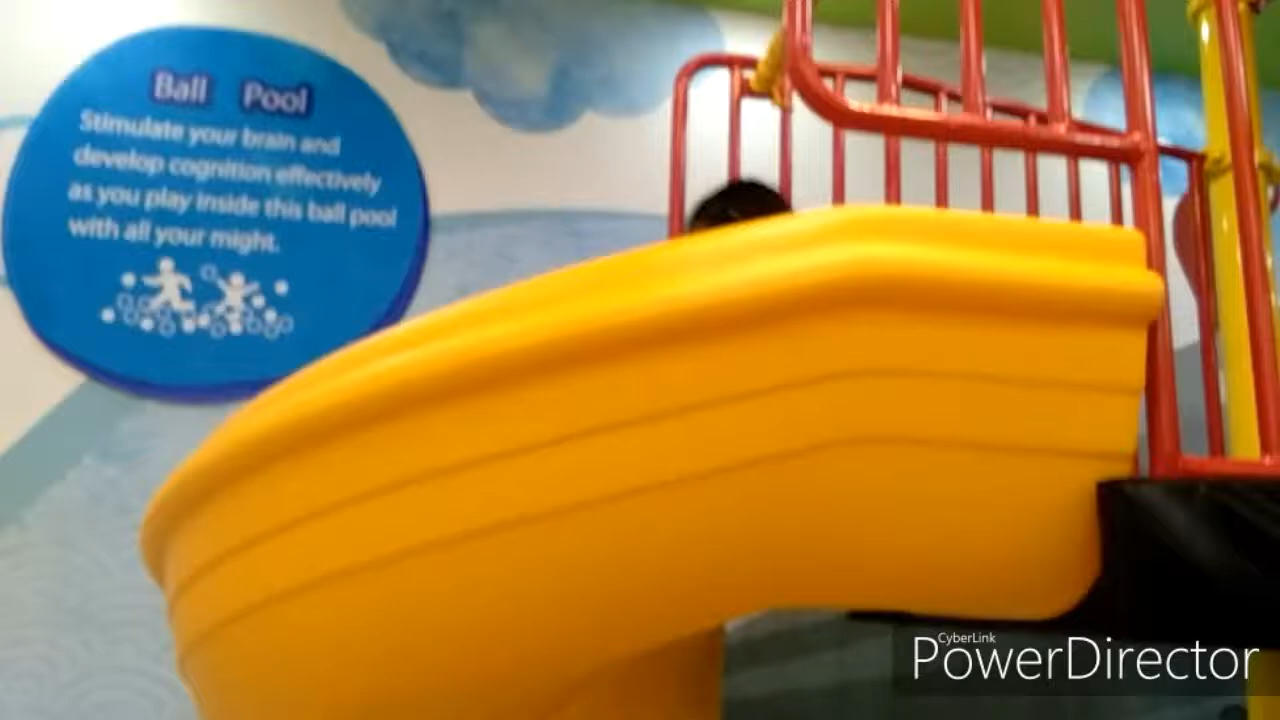 Ball Pool
Stimulate your brain and
develop cognition effectively
as you play inside this ball pool
with all your might.
CyberLink
PowerDirector